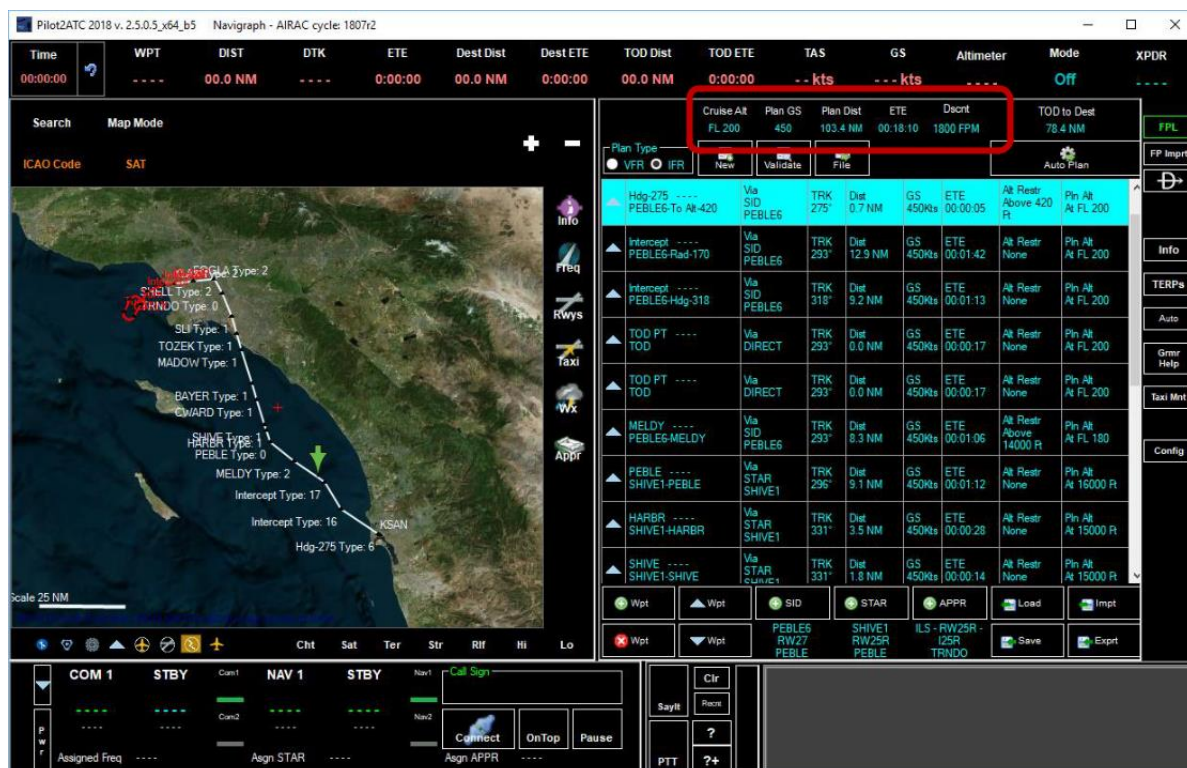 Pilot2ATC 2018 v. 2.5.0.5_x64_b5 Navigraph - AIRAC cycle: 1807r2
Time WPT DIST DTK ETE Dest Dist Dest ETE TOD Dist TOD ETE TAS GS Altimeter Mode XPDR
00:00:00 - - - - 00.0 NM - - - - 0:00:00 00.0 NM 0:00:00 00.0 NM 0:00:00 - - kts - - - kts - - - - Off - - - -
Search Map Mode
ICAO Code SAT
Cruise Alt Plan GS Plan Dist ETE Dscnt TOD to Dest
FL 200 450 103.4 NM 00:18:10 1800 FPM 78.4 NM
Plan Type
VFR IFR New Validate File Auto Plan
FPL
FP Imprt
D
Info
TERPs
Auto
Grmr
Help
Taxi Mnt
Config
Info
Freq
Rwys
Taxi
Wx
Appr
Hdg-275 - - - - Via TRK Dist GS ETE Alt Restr Pln Alt
PEBLE6-To Alt-420 SID PEBLE6 275° 0.7 NM 450Kts 00:00:05 Above 420 Ft At FL 200
Intercept - - - - Via TRK Dist GS ETE Alt Restr Pln Alt
PEBLE6-Rad-170 SID PEBLE6 293° 12.9 NM 450Kts 00:01:42 None At FL 200
Intercept - - - - Via TRK Dist GS ETE Alt Restr Pln Alt
PEBLE6-Hdg-318 SID PEBLE6 318° 9.2 NM 450Kts 00:01:13 None At FL 200
TOD PT - - - - Via TRK Dist GS ETE Alt Restr Pln Alt
TOD DIRECT 293° 0.0 NM 450Kts 00:00:17 None At FL 200
TOD PT - - - - Via TRK Dist GS ETE Alt Restr Pln Alt
TOD DIRECT 293° 0.0 NM 450Kts 00:00:17 None At FL 200
MELDY - - - - Via TRK Dist GS ETE Alt Restr Pln Alt
PEBLE6-MELDY SID PEBLE6 293° 8.3 NM 450Kts 00:01:06 Above 14000 Ft At FL 180
PEBLE - - - - Via TRK Dist GS ETE Alt Restr Pln Alt
SHIVE1-PEBLE STAR SHIVE1 296° 9.1 NM 450Kts 00:01:12 None At 16000 Ft
HARBR - - - - Via TRK Dist GS ETE Alt Restr Pln Alt
SHIVE1-HARBR STAR SHIVE1 331° 3.5 NM 450Kts 00:00:28 None At 15000 Ft
SHIVE - - - - Via TRK Dist GS ETE Alt Restr Pln Alt
SHIVE1-SHIVE STAR SHIVE1 331° 1.8 NM 450Kts 00:00:14 None At 15000 Ft
Type: 2
SHELL Type: 2
TRNDO Type: 0
SLI Type: 1
TOZEK Type: 1
MADOW Type: 1
BAYER Type: 1
CWARD Type: 1
SHIVE Type: 1
PEBLE Type: 0
MELDY Type: 2
Intercept Type: 17
Intercept Type: 16
KSAN
Hdg-275 Type: 6
Scale 25 NM
Cht Sat Ter Str Rlf Hi Lo
Wpt Wpt SID STAR APPR Load Impt
Wpt Wpt PEBLE6 SHIVE1 ILS - RW25R - Save Exprt
RW27 RW25R I25R
PEBLE PEBLE TRNDO
COM 1 STBY Com1 NAV 1 STBY Nav1 Call Sign
- - - - - - - - - - - - - - - -
- - - - - - - - Com2 - - - - - - - - Nav2
Pwr
Connect OnTop Pause
Assigned Freq - - - - Asgn STAR - - - - Asgn APPR - - - -
SayIt Clr
Recnt
?
PTT ?+